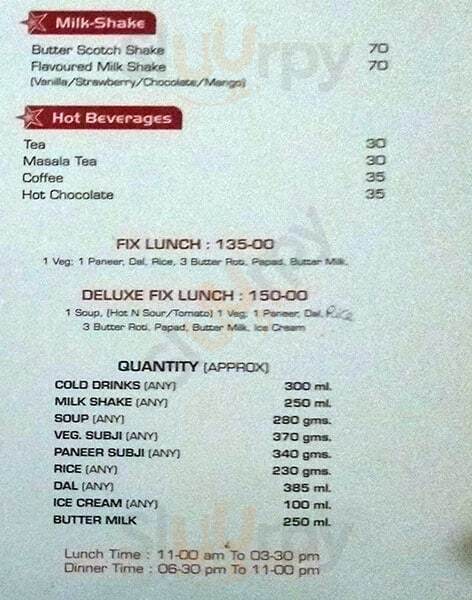 Milk-Shake
Butter Scotch Shake 70
Flavoured Milk Shake 70
(Vanilla/Strawberry/Chocolate/Mango)
Hot Beverages
Tea 30
Masala Tea 30
Coffee 35
Hot Chocolate 35
FIX LUNCH : 135-00
1 Veg; 1 Paneer, Dal, Rice, 3 Butter Roti, Papad, Butter Milk.
DELUXE FIX LUNCH : 150-00
1 Soup, (Hot N Sour/Tomato) 1 Veg; 1 Paneer, Dal, Rice
3 Butter Roti, Papad, Butter Milk, Ice Cream
QUANTITY (APPROX)
COLD DRINKS (ANY) 300 ml.
MILK SHAKE (ANY) 250 ml.
SOUP (ANY) 280 gms.
VEG. SUBJI (ANY) 370 gms.
PANEER SUBJI (ANY) 340 gms.
RICE (ANY) 230 gms.
DAL (ANY) 385 ml.
ICE CREAM (ANY) 100 ml.
BUTTER MILK 250 ml.
Lunch Time : 11-00 am To 03-30 pm
Dinner Time : 06-30 pm To 11-00 pm
slurrpy
slurrpy
slurrpy